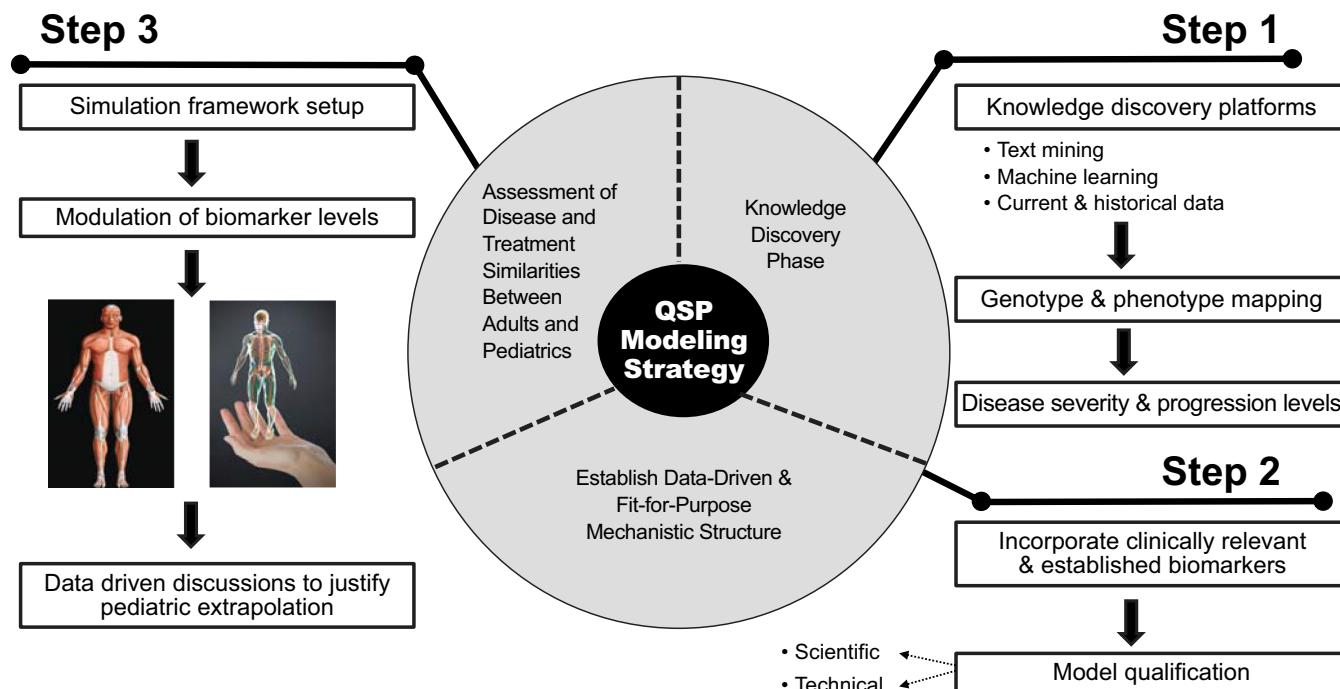 Step 3
Simulation framework setup
Modulation of biomarker levels
Data driven discussions to justify
pediatric extrapolation
Assessment of
Disease and
Treatment
Similarities
Between
Adults and
Pediatrics
Knowledge
Discovery
Phase
QSP
Modeling
Strategy
Establish Data-Driven &
Fit-for-Purpose
Mechanistic Structure
Step 1
Knowledge discovery platforms
• Text mining
• Machine learning
• Current & historical data
Genotype & phenotype mapping
Disease severity & progression levels
Step 2
Incorporate clinically relevant
& established biomarkers
Model qualification
• Scientific
• Technical